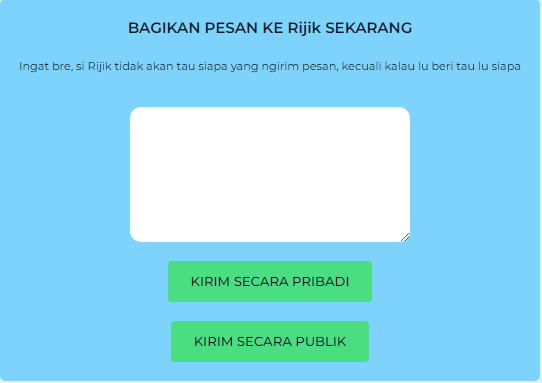 BAGIKAN PESAN KE Rijik SEKARANG
Ingat bre, si Rijik tidak akan tau siapa yang ngirim pesan, kecuali kalau lu beri tau lu siapa
KIRIM SECARA PRIBADI
KIRIM SECARA PUBLIK